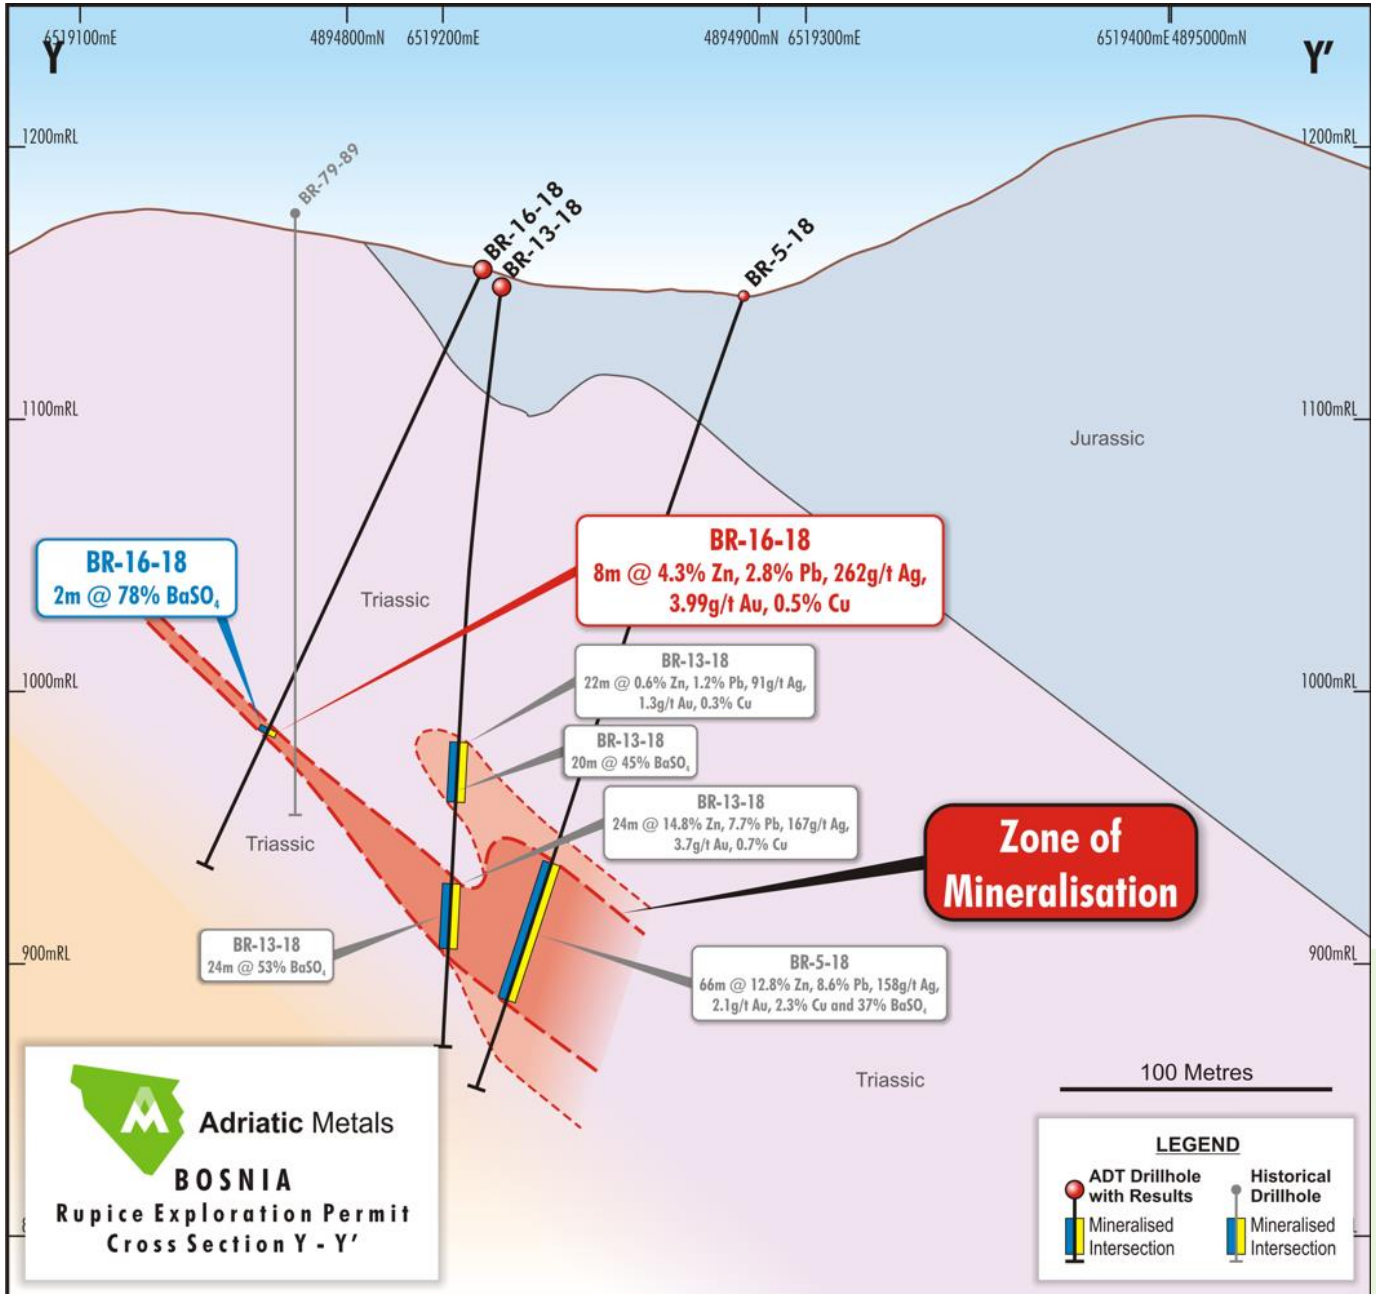 6519100mE
4894800mN
6519200mE
4894900mN
6519300mE
6519400mE
4895000mN
Y
Y'
1200mRL
1200mRL
BR-79-89
BR-16-18
BR-13-18
BR-5-18
1100mRL
1100mRL
Jurassic
BR-16-18
2m @ 78% BaSO₄
BR-16-18
8m @ 4.3% Zn, 2.8% Pb, 262g/t Ag,
3.99g/t Au, 0.5% Cu
Triassic
BR-13-18
22m @ 0.6% Zn, 1.2% Pb, 91g/t Ag,
1.3g/t Au, 0.3% Cu
1000mRL
1000mRL
BR-13-18
20m @ 45% BaSO₄
BR-13-18
24m @ 14.8% Zn, 7.7% Pb, 167g/t Ag,
3.7g/t Au, 0.7% Cu
Triassic
Zone of
Mineralisation
BR-13-18
24m @ 53% BaSO₄
900mRL
900mRL
BR-5-18
66m @ 12.8% Zn, 8.6% Pb, 158g/t Ag,
2.1g/t Au, 2.3% Cu and 37% BaSO₄
Triassic
100 Metres
Adriatic Metals
BOSNIA
Rupice Exploration Permit
Cross Section Y - Y'
LEGEND
ADT Drillhole
with Results
Mineralised
Intersection
Historical
Drillhole
Mineralised
Intersection